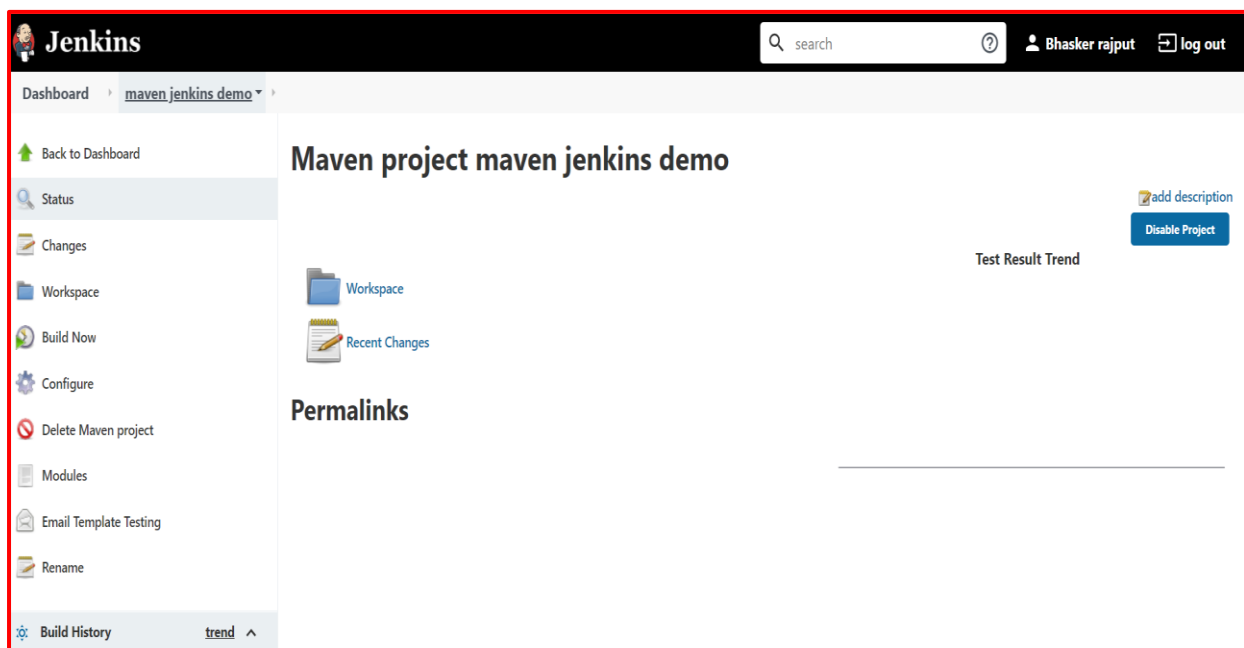 Jenkins
search
Bhasker rajput
log out
Dashboard
maven jenkins demo
Back to Dashboard
Status
Changes
Workspace
Build Now
Configure
Delete Maven project
Modules
Email Template Testing
Rename
Build History
trend
Maven project maven jenkins demo
add description
Disable Project
Test Result Trend
Workspace
Recent Changes
Permalinks